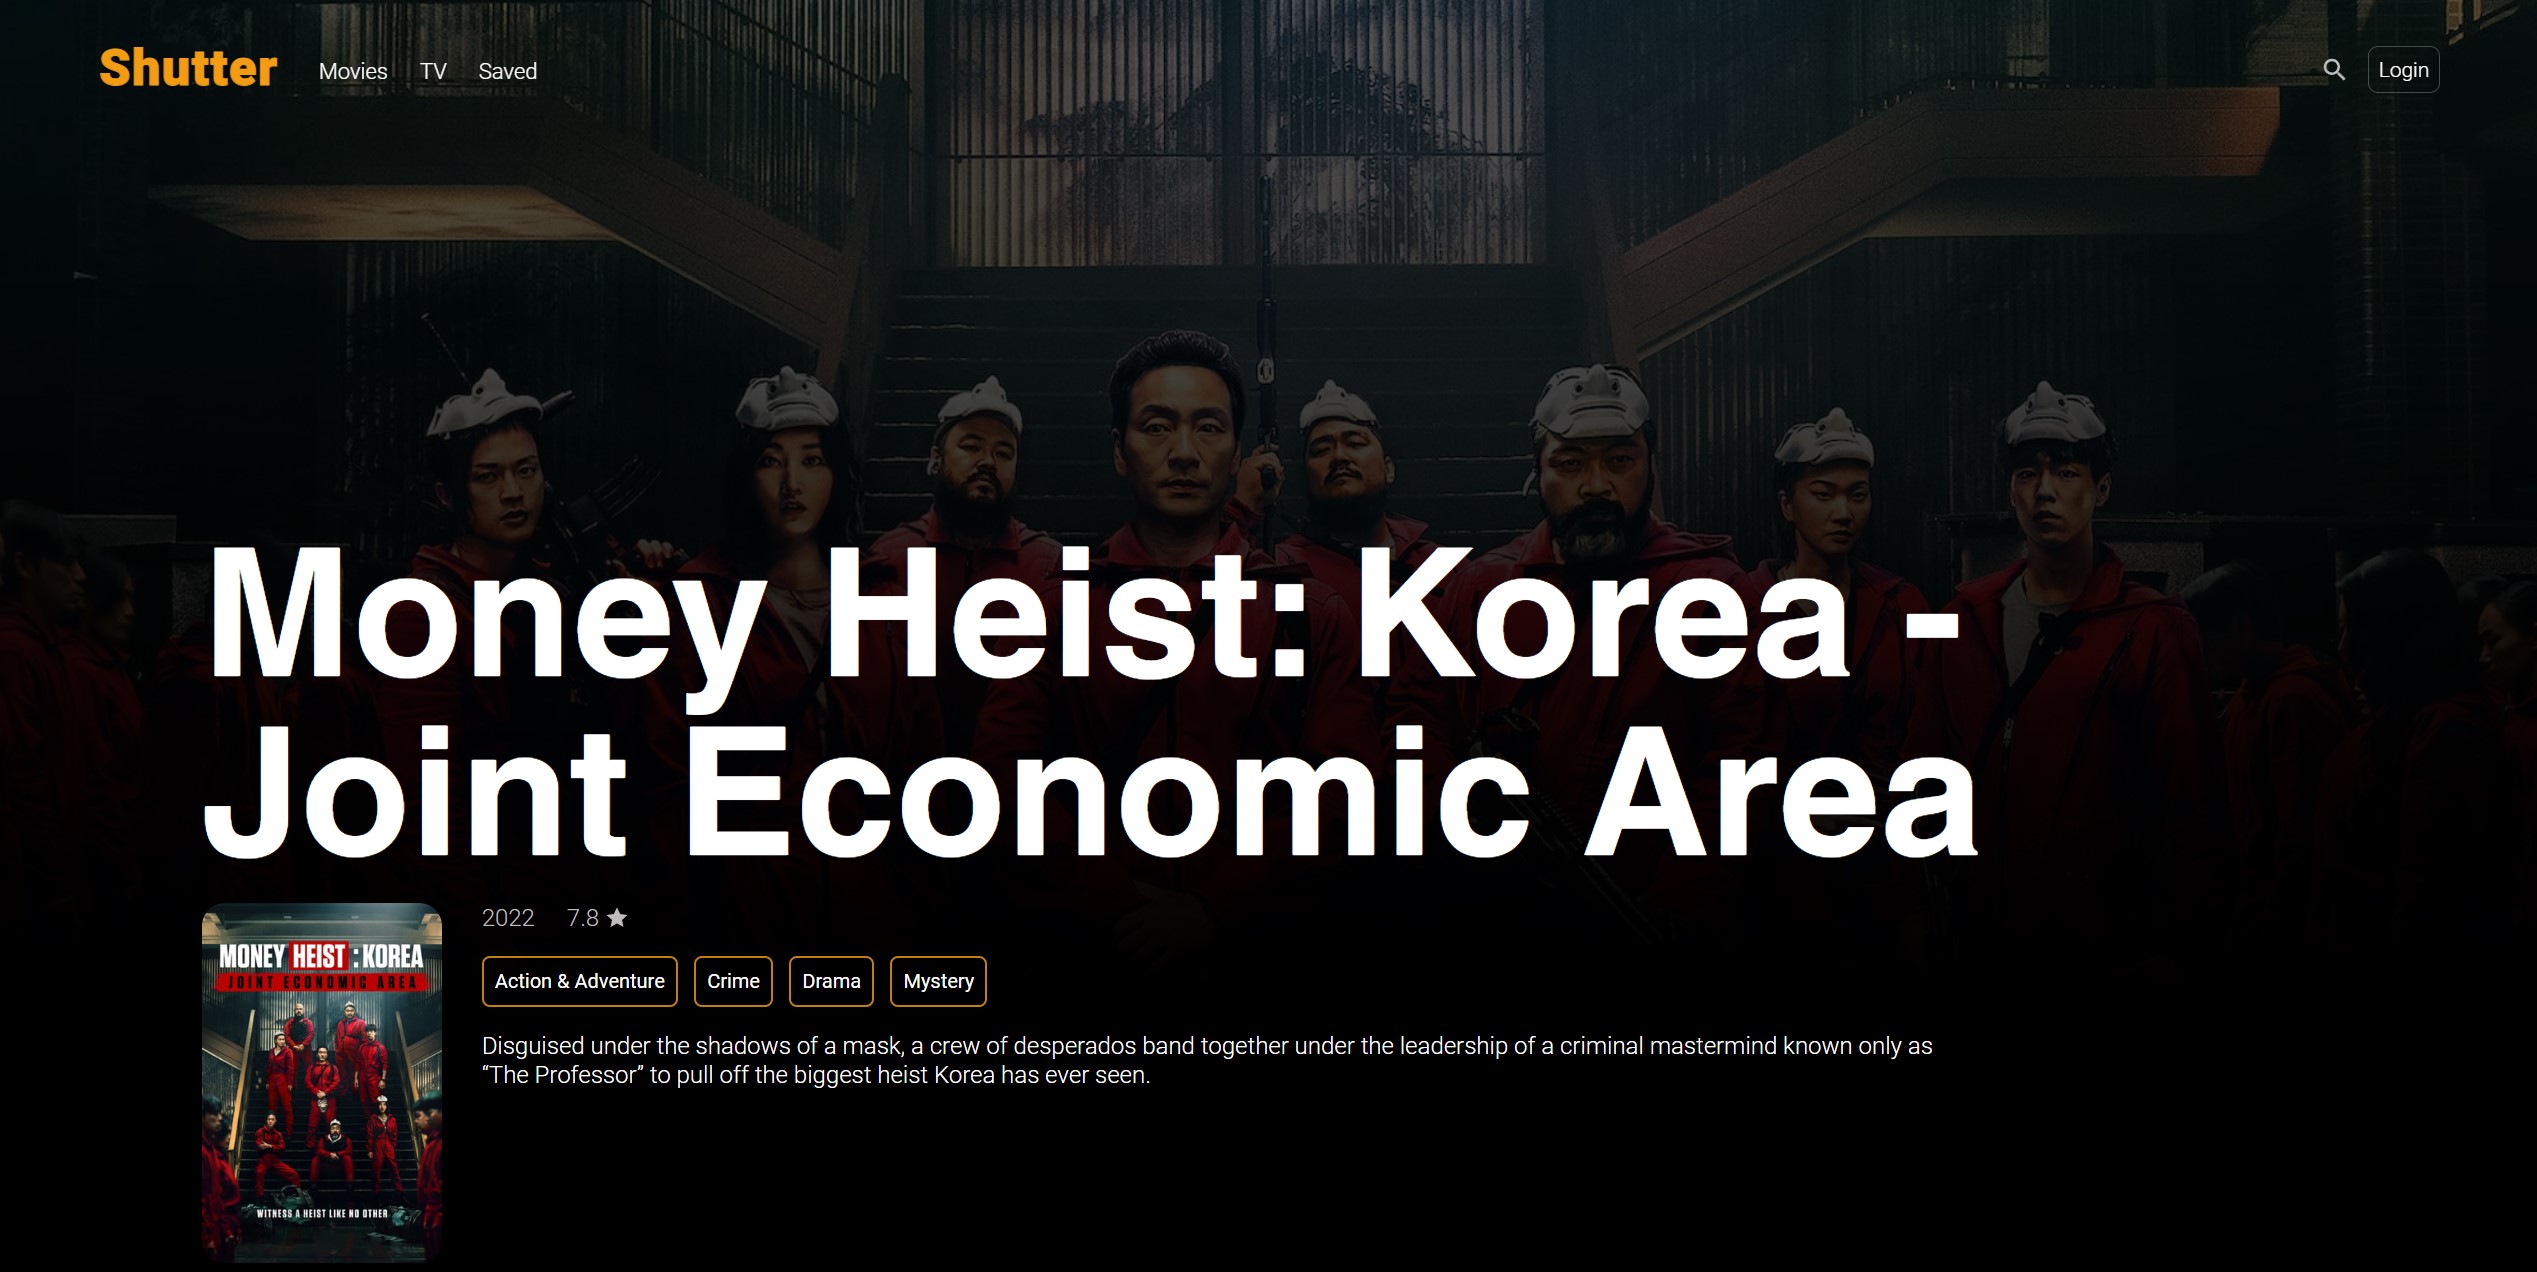 Shutter Movies TV Saved Login
Money Heist: Korea -
Joint Economic Area
2022 7.8
Action & Adventure Crime Drama Mystery
Disguised under the shadows of a mask, a crew of desperados band together under the leadership of a criminal mastermind known only as
“The Professor” to pull off the biggest heist Korea has ever seen.
MONEY HEIST : KOREA
JOINT ECONOMIC AREA
WITNESS A HEIST LIKE NO OTHER